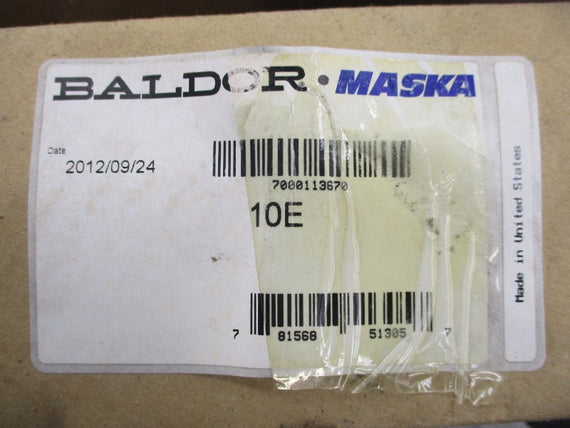 BALDOR • MASKA
Date
2012/09/24
7000113670
10E
7 81568 51305 7
Made in United States